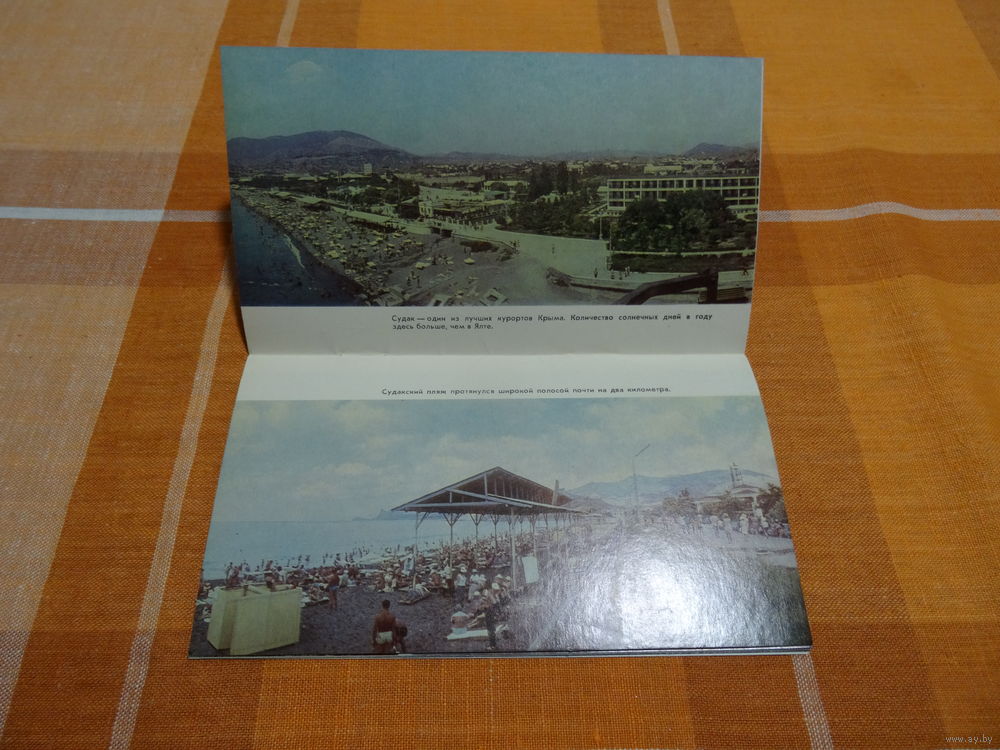 Судак — один из лучших курортов Крыма. Количество солнечных дней в году
здесь больше, чем в Ялте.
Судакский пляж протянулся широкой полосой почти на два километра.
www.ay.by